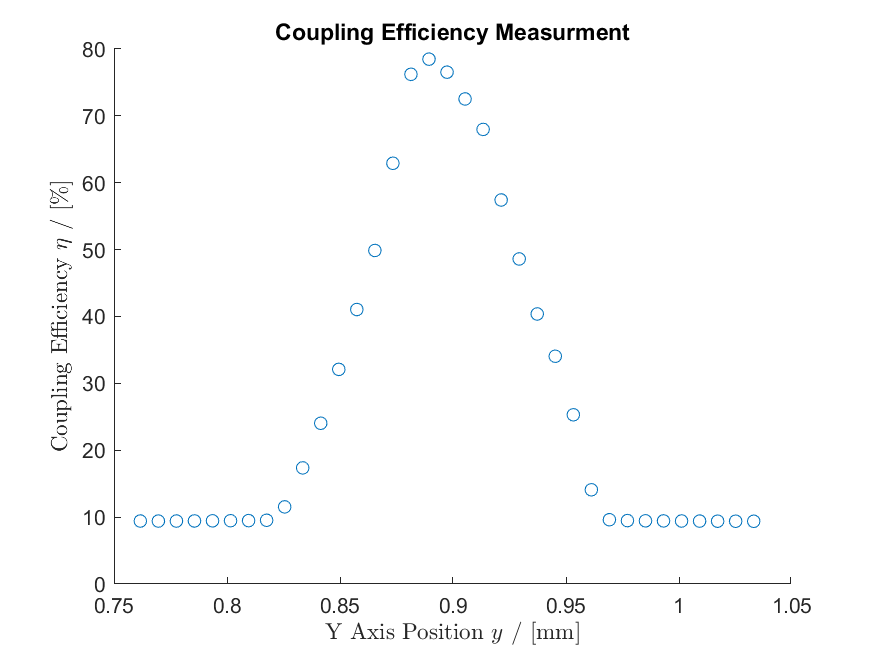 Coupling Efficiency Measurment
80
70
60
50
40
30
20
10
0
Coupling Efficiency η / [%]
0.75 0.8 0.85 0.9 0.95 1 1.05
Y Axis Position y / [mm]